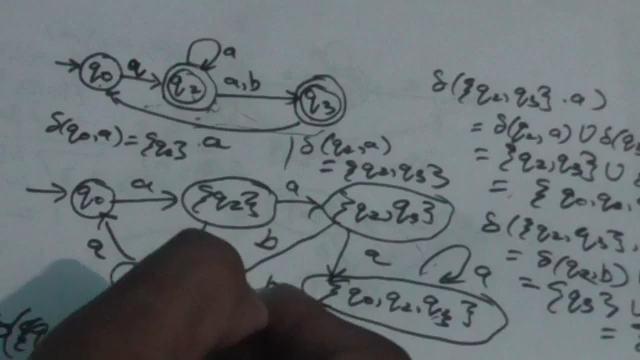 q0 a q2 a a,b q3
δ(q0,a) = {q2} a
δ(q2,a)
= {q2,q3}
δ({q2,q3}.a)
= δ(q2,a) ∪ δ(q3
= {q2,q3} ∪ {
= {q0,q2,
q0 a {q2} a {q2,q3}
a b a
{q0,q2,q3} a
δ({q2,q3},
= δ(q2,b)
= {q3} ∪
=